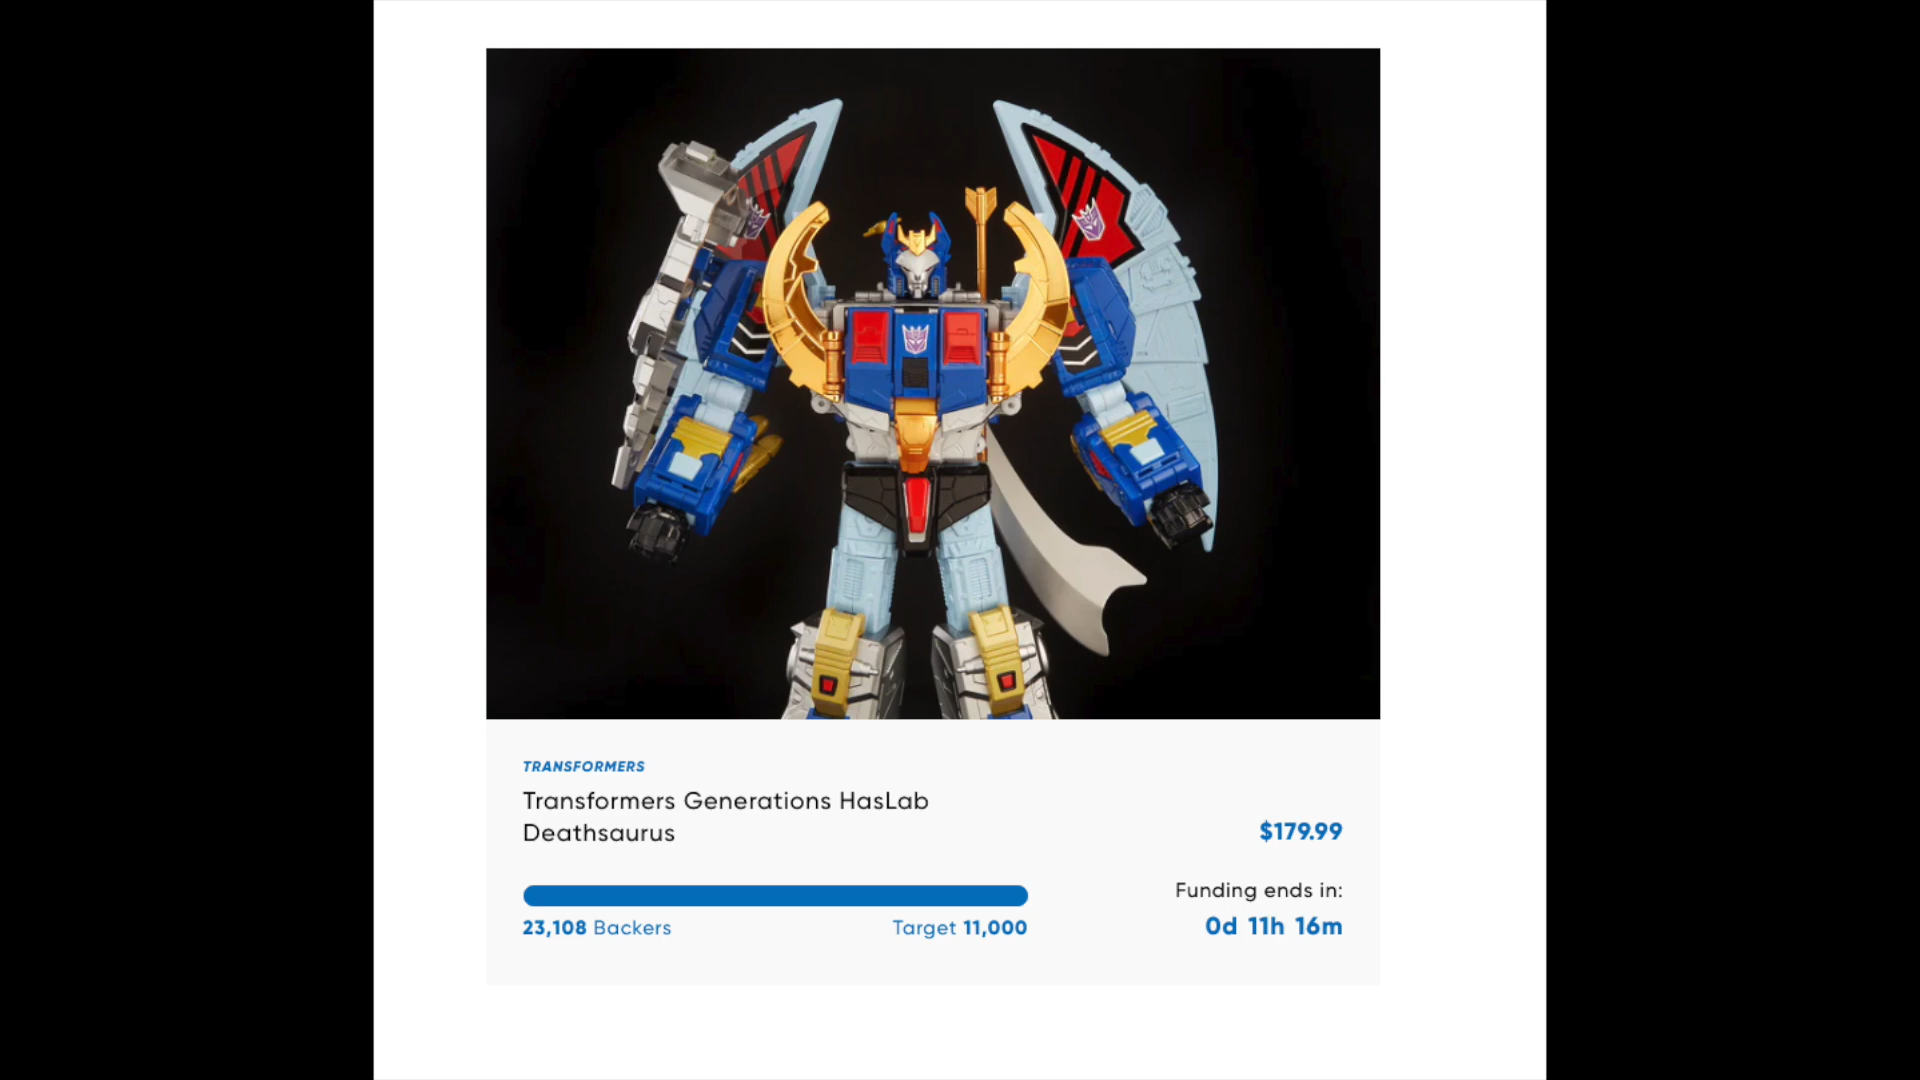 TRANSFORMERS
Transformers Generations HasLab
Deathsaurus
$179.99
Funding ends in:
23,108 Backers
Target 11,000
0d 11h 16m